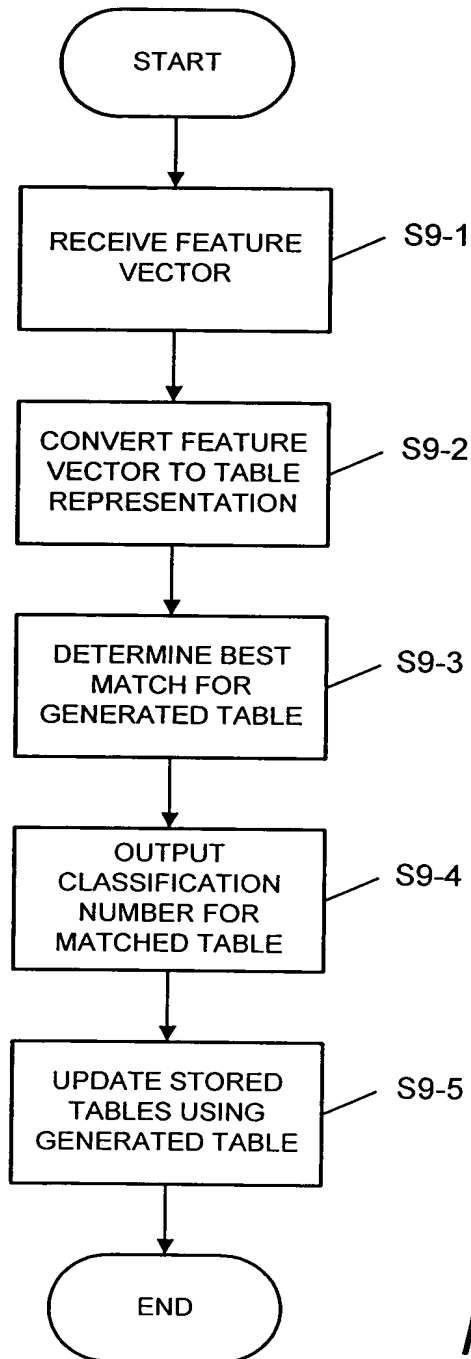 START
RECEIVE FEATURE
VECTOR
S9-1
CONVERT FEATURE
VECTOR TO TABLE
REPRESENTATION
S9-2
DETERMINE BEST
MATCH FOR
GENERATED TABLE
S9-3
OUTPUT
CLASSIFICATION
NUMBER FOR
MATCHED TABLE
S9-4
UPDATE STORED
TABLES USING
GENERATED TABLE
S9-5
END